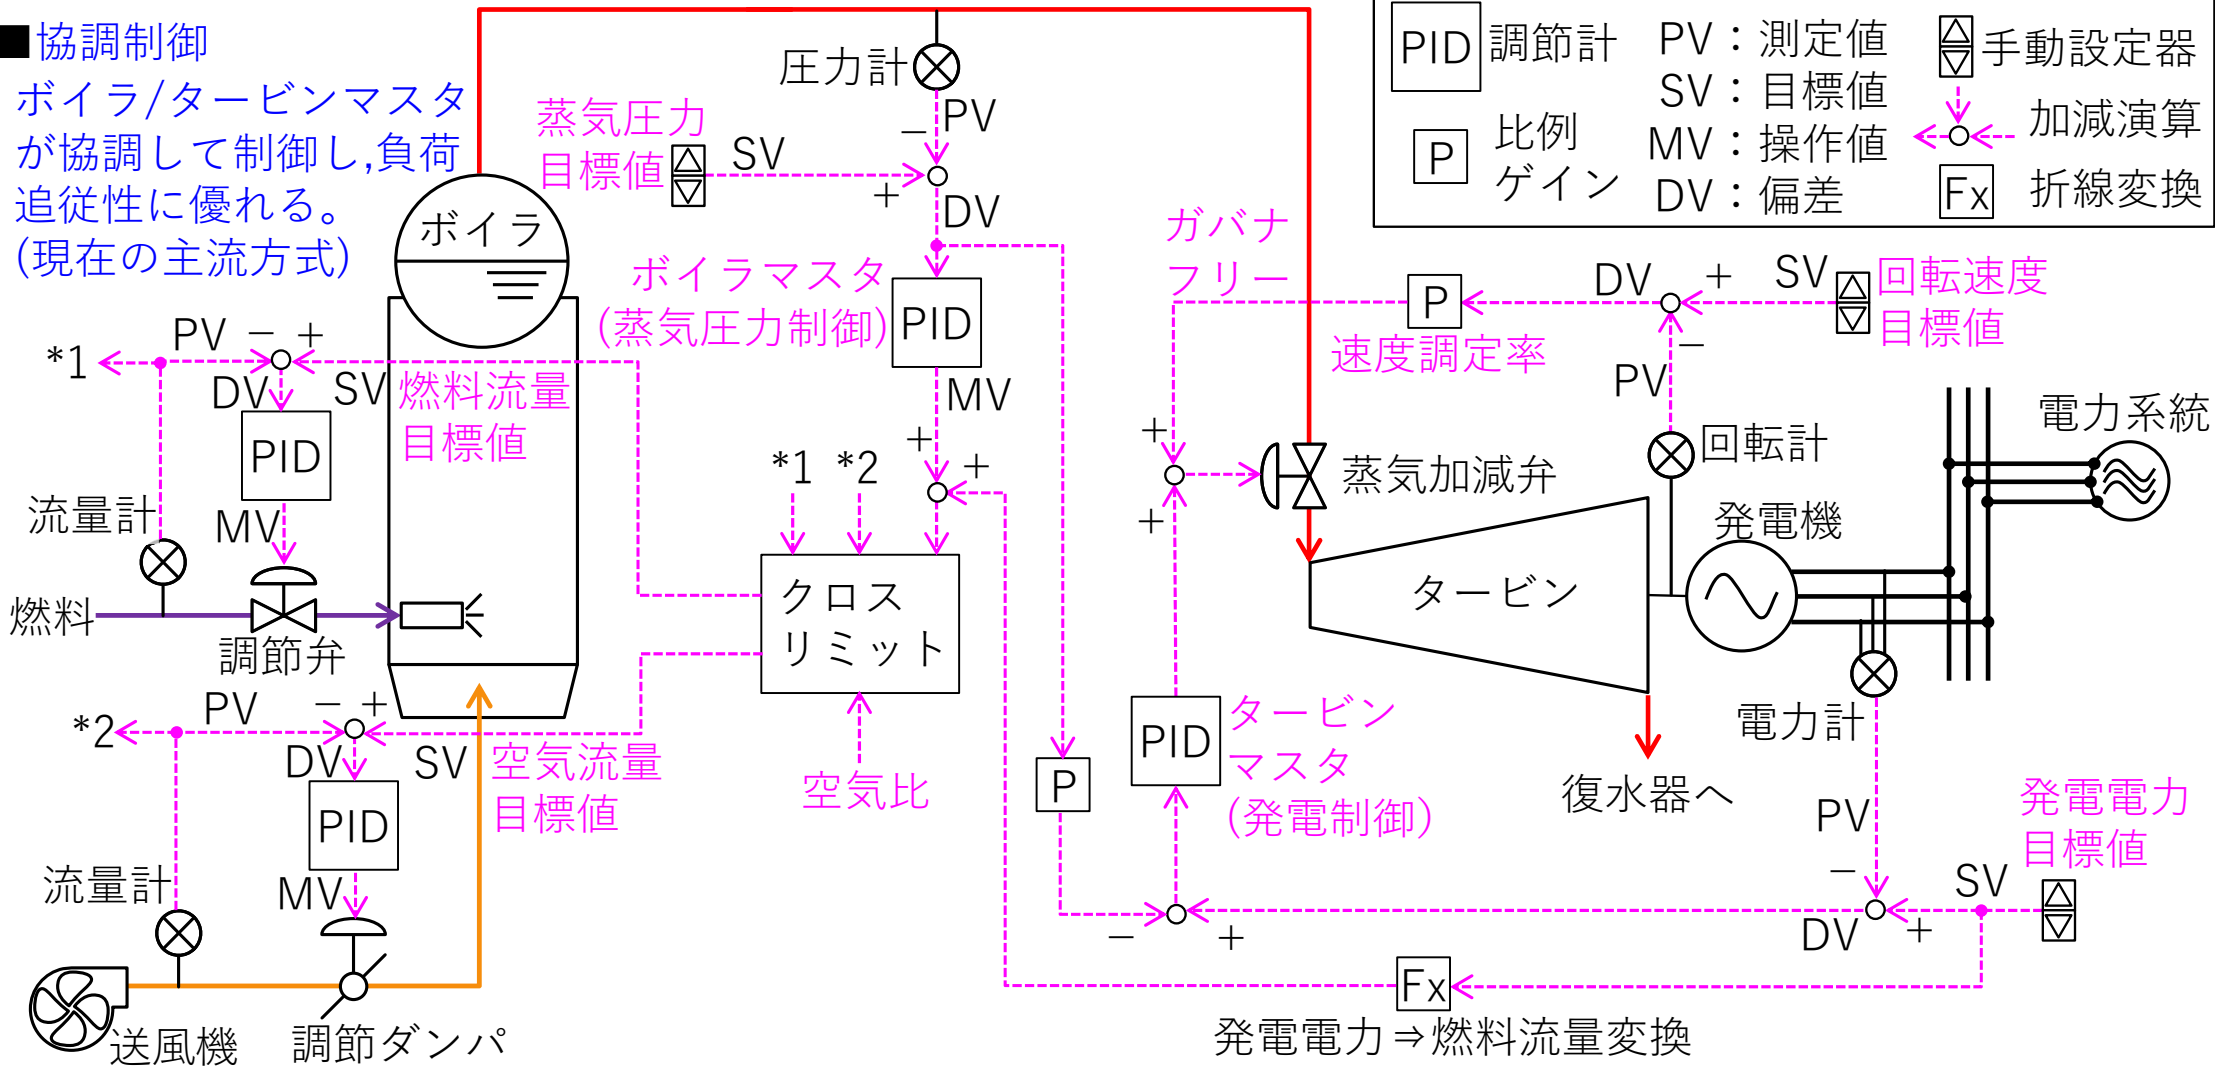 ■協調制御
ボイラ/タービンマスタ
が協調して制御し,負荷
追従性に優れる。
(現在の主流方式)
PID 調節計
P 比例
ゲイン
PV：測定値
SV：目標値
MV：操作値
DV：偏差
手動設定器
加減演算
Fx 折線変換
圧力計
PV
−
蒸気圧力
目標値
SV
+
DV
ボイラ
ボイラマスタ
(蒸気圧力制御)
PID
MV
+
+
*1
*2
クロス
リミット
空気比
*1
PV
−
+
DV
SV
燃料流量
目標値
PID
MV
流量計
燃料
調節弁
*2
PV
−
+
DV
SV
空気流量
目標値
PID
MV
流量計
送風機
調節ダンパ
ガバナ
フリー
P
速度調定率
DV
+
SV
回転速度
目標値
−
PV
回転計
+
+
蒸気加減弁
タービン
発電機
電力系統
電力計
復水器へ
PID
タービン
マスタ
(発電制御)
P
−
+
PV
−
発電電力
目標値
SV
+
DV
Fx
発電電力⇒燃料流量変換